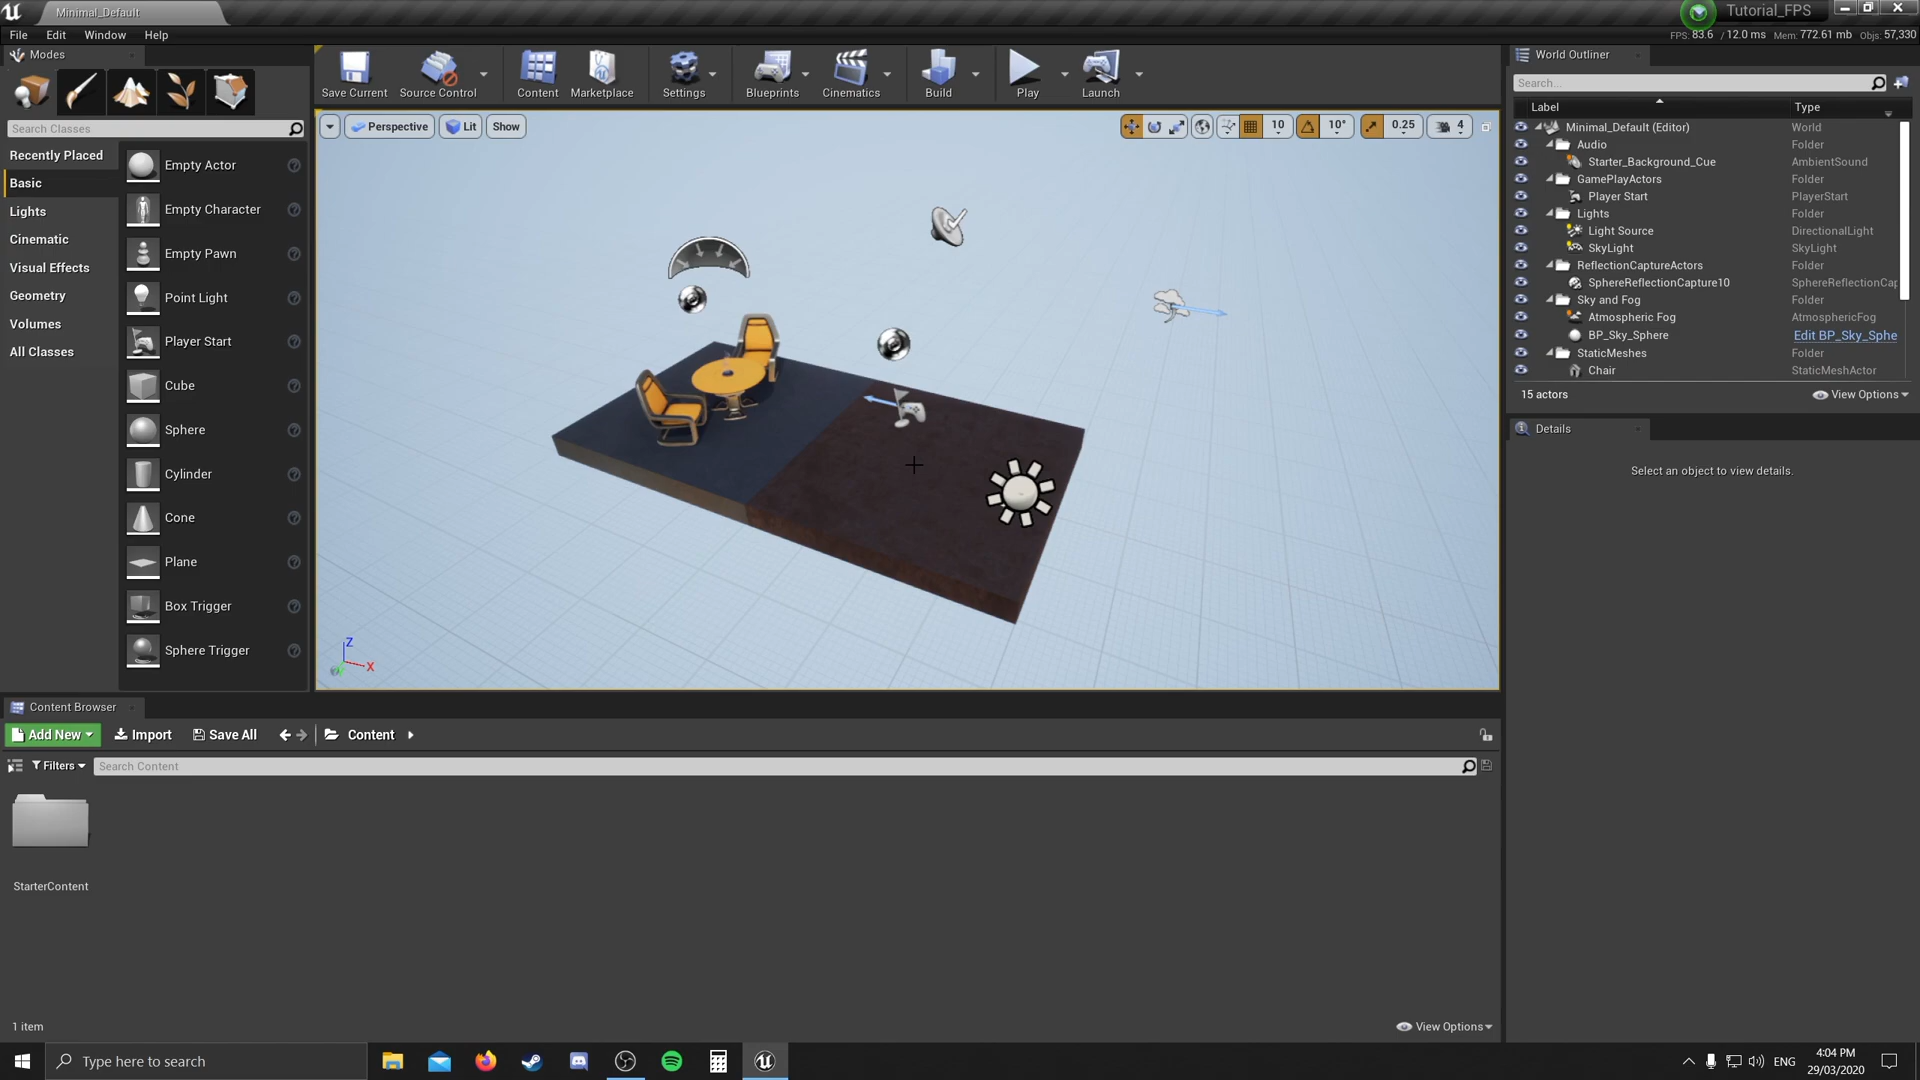 Minimal_Default
Tutorial_FPS
File Edit Window Help
FPS: 83.6 / 12.0 ms Mem: 772.61 mb Objs: 57,330
Modes
Save Current
Source Control
Content
Marketplace
Settings
Blueprints
Cinematics
Build
Play
Launch
Search Classes
Recently Placed
Basic
Lights
Cinematic
Visual Effects
Geometry
Volumes
All Classes
Empty Actor
Empty Character
Empty Pawn
Point Light
Player Start
Cube
Sphere
Cylinder
Cone
Plane
Box Trigger
Sphere Trigger
Perspective Lit Show
10 10° 0.25 4
Z
X
World Outliner
Search...
Label Type
Minimal_Default (Editor) World
Audio Folder
Starter_Background_Cue AmbientSound
GamePlayActors Folder
Player Start PlayerStart
Lights Folder
Light Source DirectionalLight
SkyLight SkyLight
ReflectionCaptureActors Folder
SphereReflectionCapture10 SphereReflectionCap
Sky and Fog Folder
Atmospheric Fog AtmosphericFog
BP_Sky_Sphere Edit BP_Sky_Sphe
StaticMeshes Folder
Chair StaticMeshActor
15 actors View Options
Details
Select an object to view details.
Content Browser
Add New Import Save All Content
Filters Search Content
StarterContent
1 item View Options
Type here to search
ENG
4:04 PM
29/03/2020